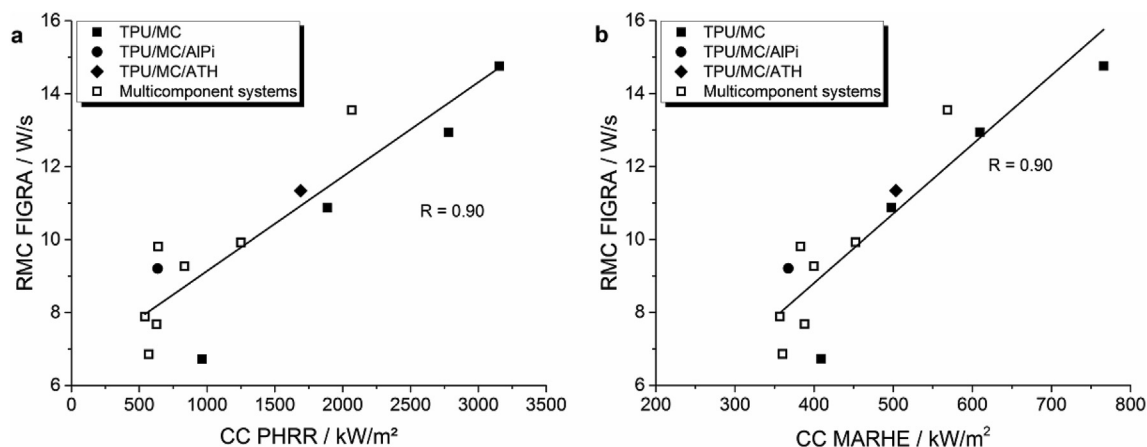 a
TPU/MC
TPU/MC/AlPi
TPU/MC/ATH
Multicomponent systems
R = 0.90
16
14
12
10
8
6
RMC FIGRA / W/s
0 500 1000 1500 2000 2500 3000 3500
CC PHRR / kW/m²
b
TPU/MC
TPU/MC/AlPi
TPU/MC/ATH
Multicomponent systems
R = 0.90
16
14
12
10
8
6
RMC FIGRA / W/s
200 300 400 500 600 700 800
CC MARHE / kW/m²